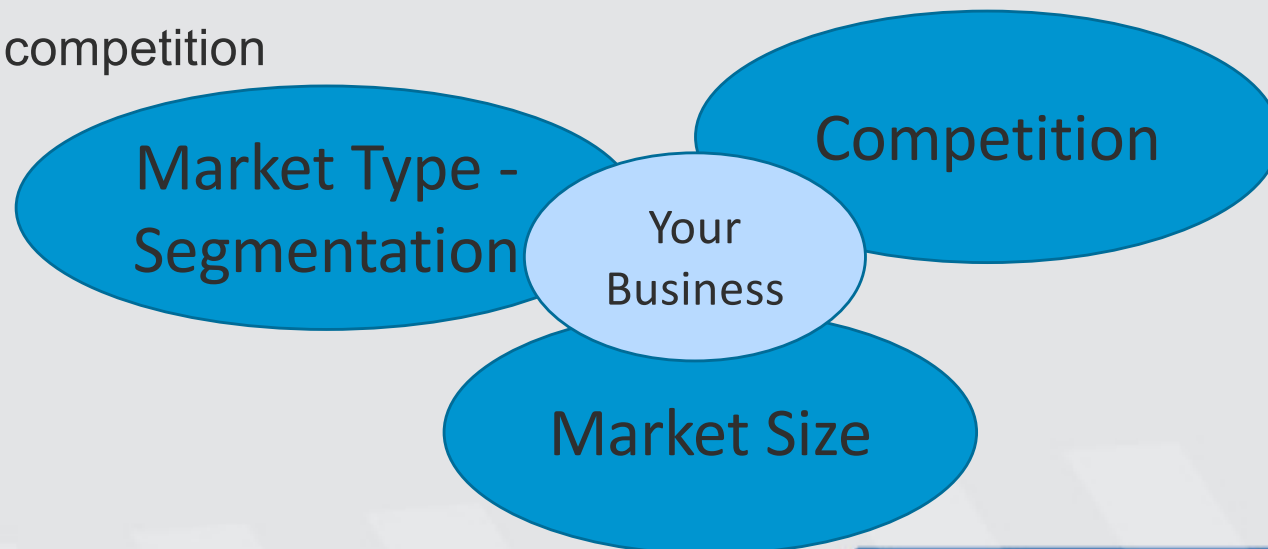 competition
Market Type -
Segmentation
Competition
Your
Business
Market Size